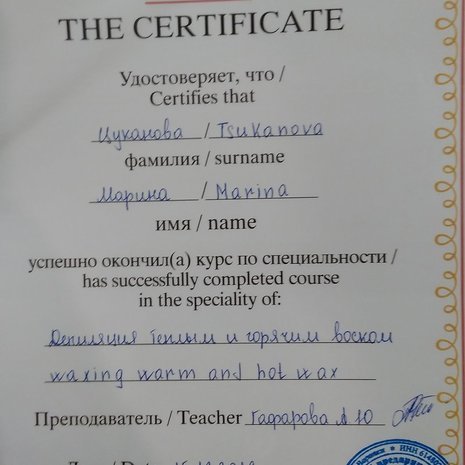 THE CERTIFICATE
Удостоверяет, что /
Certifies that
Цуканова / Tsukanova
фамилия / surname
Марина / Marina
имя / name
успешно окончил(а) курс по специальности /
has successfully completed course
in the speciality of:
Депиляция теплым и горячим воском
waxing warm and hot wax
Преподаватель / Teacher Гафарова А Ю